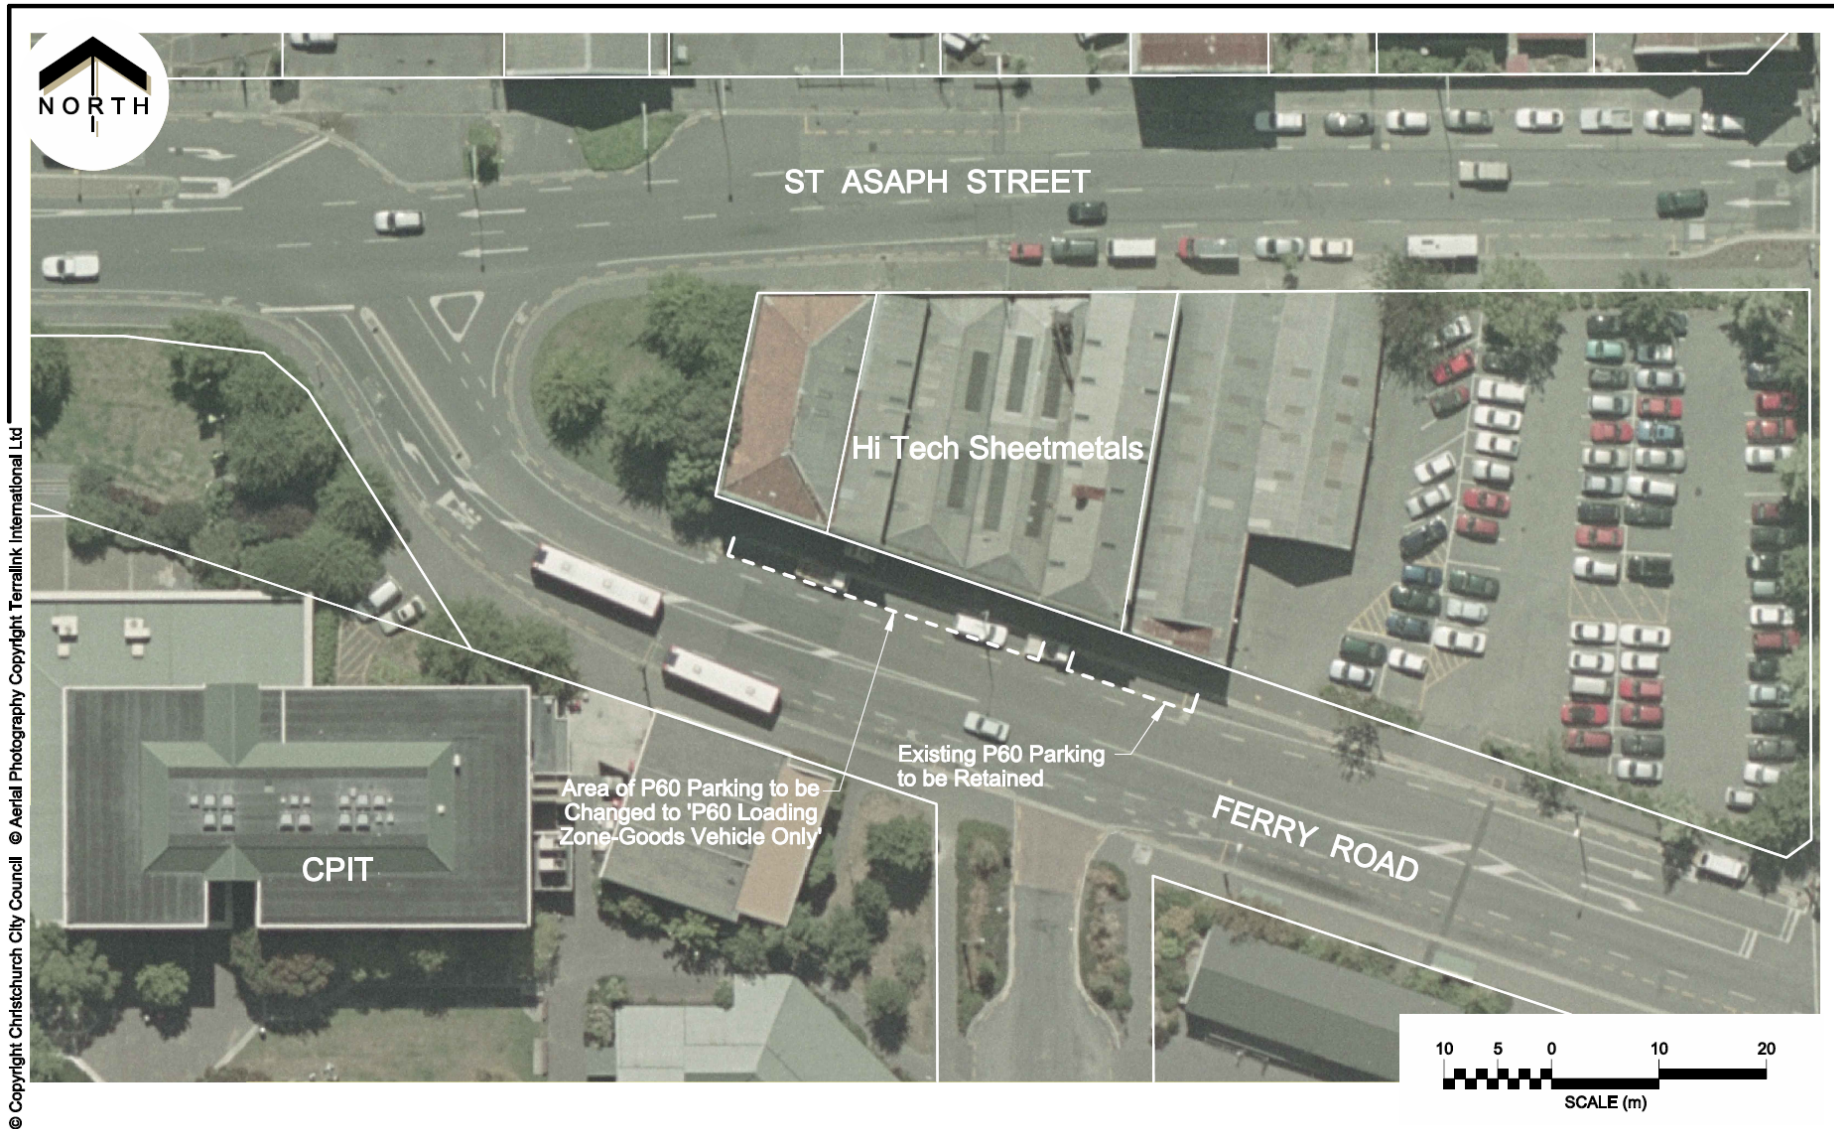 NORTH
ST ASAPH STREET
Hi Tech Sheetmetals
Existing P60 Parking
to be Retained
Area of P60 Parking to be
Changed to 'P60 Loading
Zone-Goods Vehicle Only'
FERRY ROAD
CPIT
10 5 0 10 20
SCALE (m)
© Copyright Christchurch City Council © Aerial Photography Copyright Terralink International Ltd